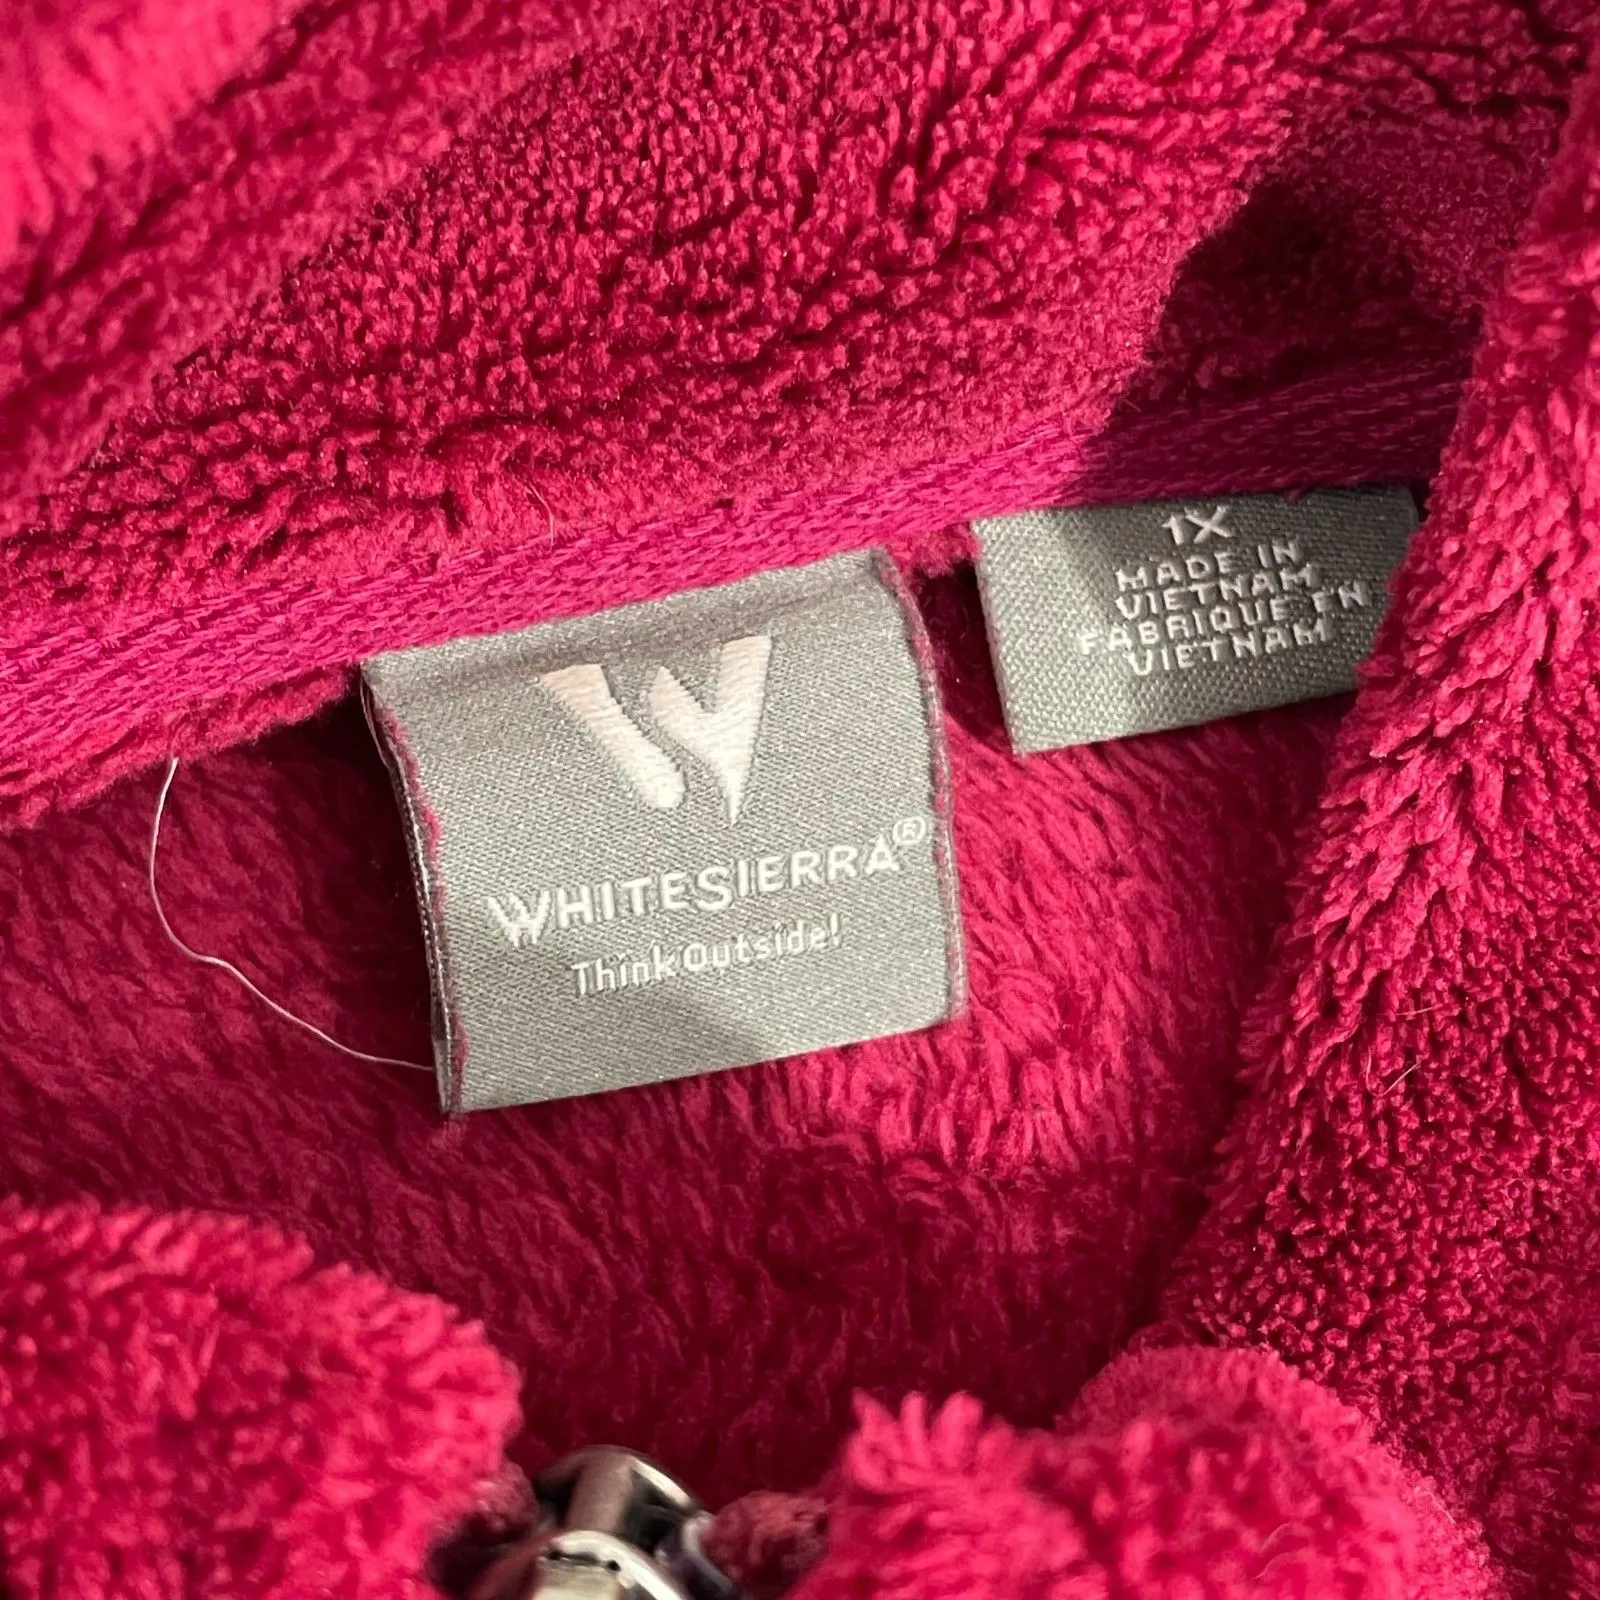 W
WHITESIERRA®
Think Outside!
1X
MADE IN
VIETNAM
FABRIQUE EN
VIETNAM